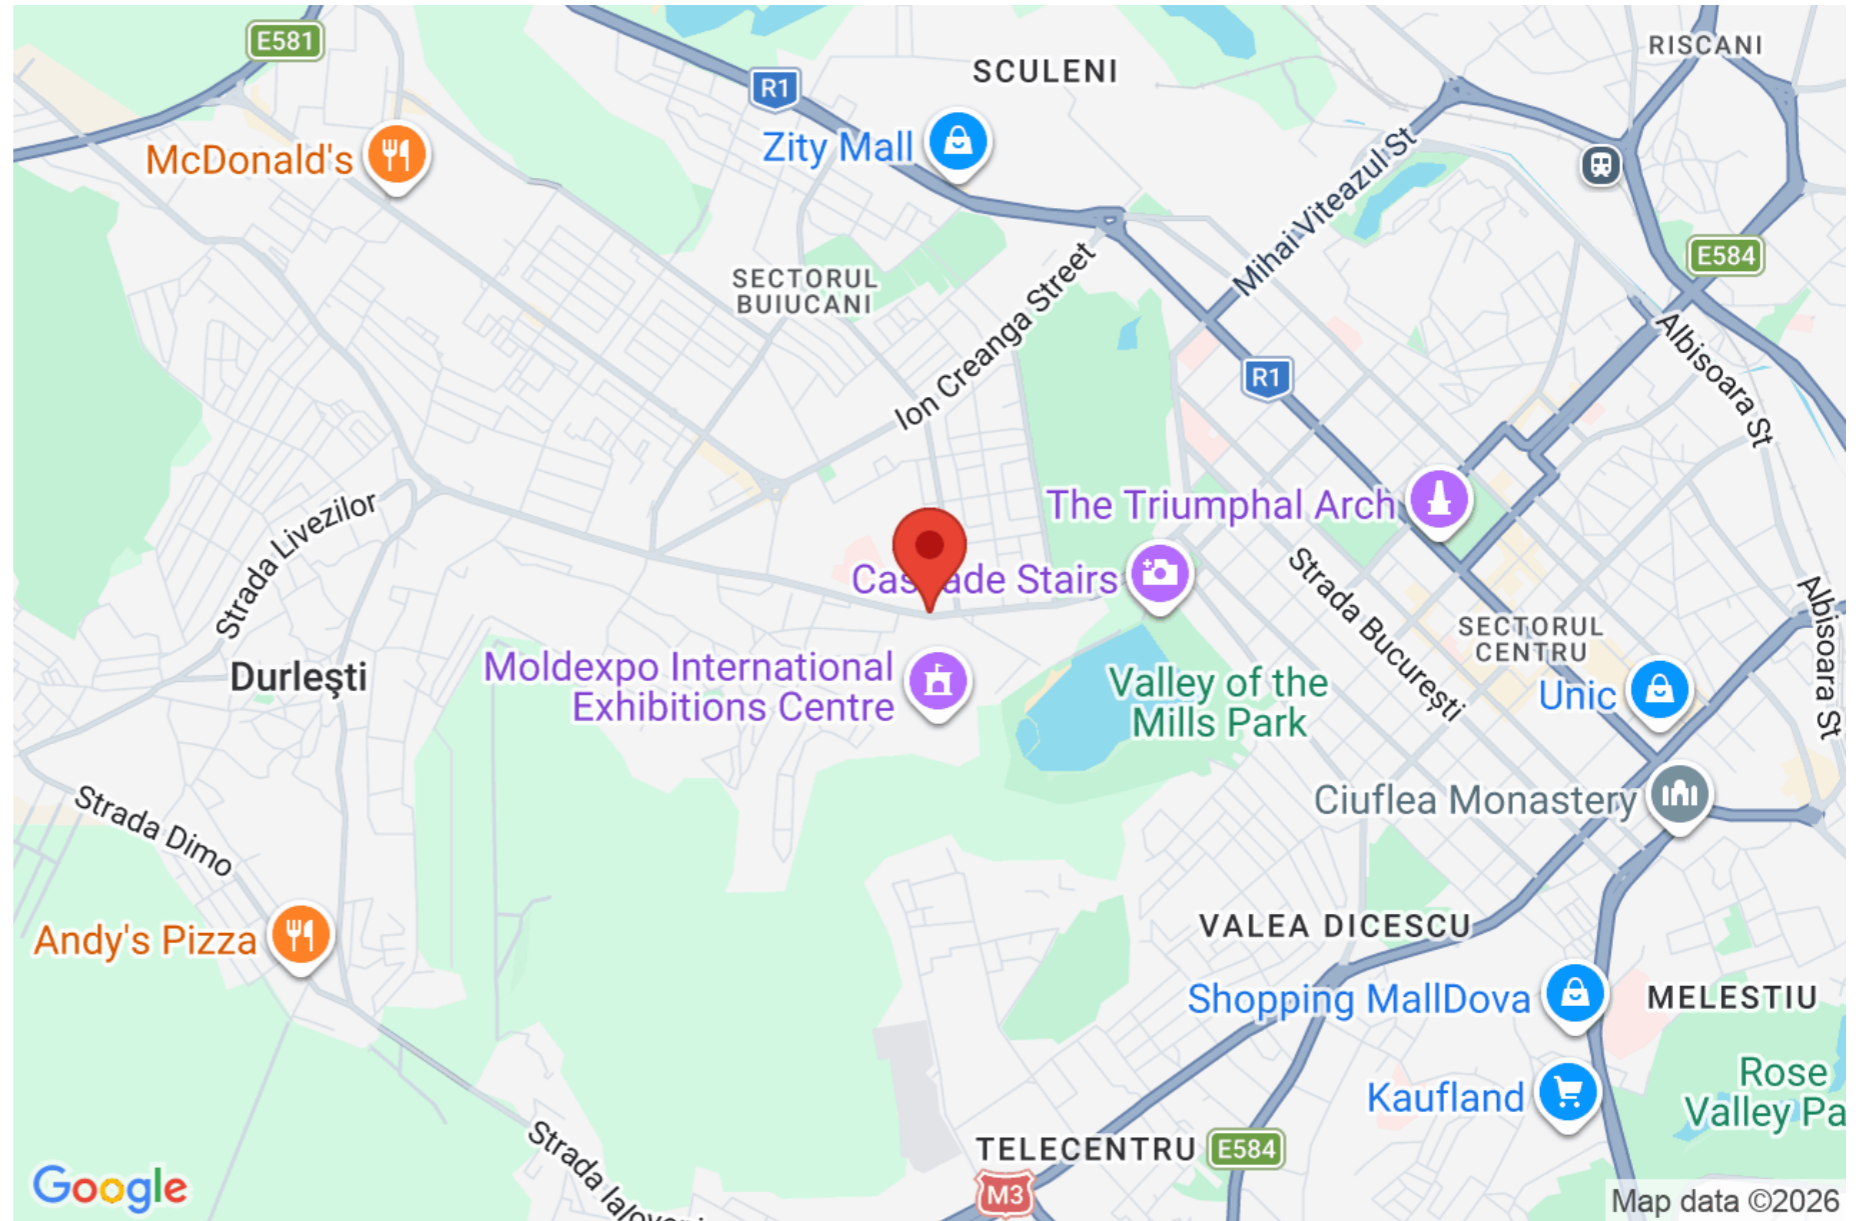 E581
R1
SCULENI
RISCANI
McDonald's
Zity Mall
Mihai Viteazul St
E584
SECTORUL
BUIUCANI
Ion Creanga Street
Albisoara St
R1
Strada Livezilor
The Triumphal Arch
Cascade Stairs
Strada București
Albisoara St
SECTORUL
CENTRU
Durleşti
Moldexpo International
Exhibitions Centre
Valley of the
Mills Park
Unic
Strada Dimo
Ciuflea Monastery
Andy's Pizza
VALEA DICESCU
Shopping MallDova
MELESTIU
Kaufland
Rose
Valley Pa
TELECENTRU
E584
Strada Ialoveni
M3
Google
Map data ©2026